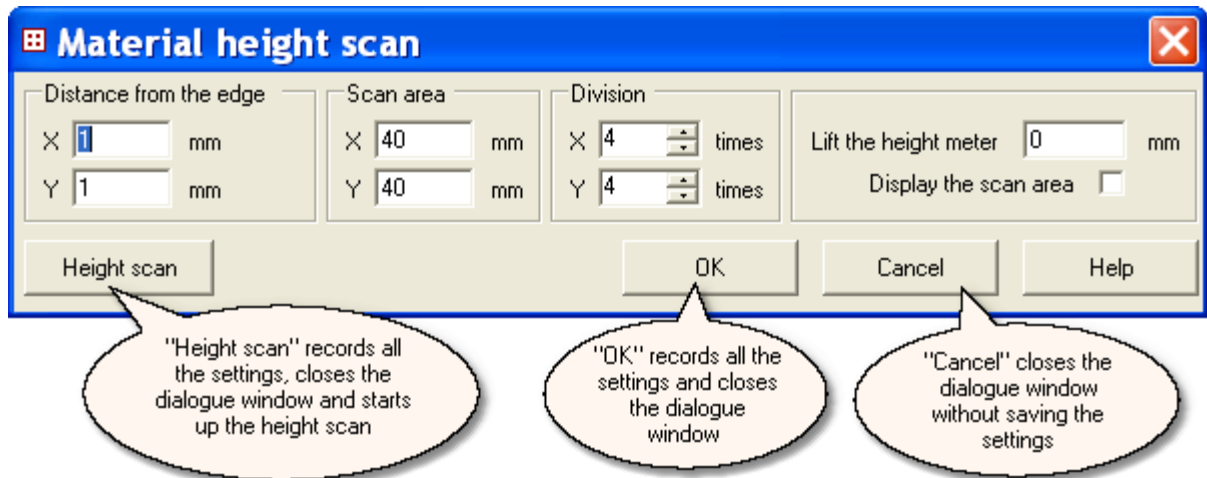 Material height scan
Distance from the edge
Scan area
Division
X 1 mm
X 40 mm
X 4 times
Lift the height meter 0 mm
Y 1 mm
Y 40 mm
Y 4 times
Display the scan area
Height scan
OK
Cancel
Help
"Height scan" records all
the settings, closes the
dialogue window and starts
up the height scan
"OK" records all the
settings and closes
the dialogue
window
"Cancel" closes the
dialogue window
without saving the
settings